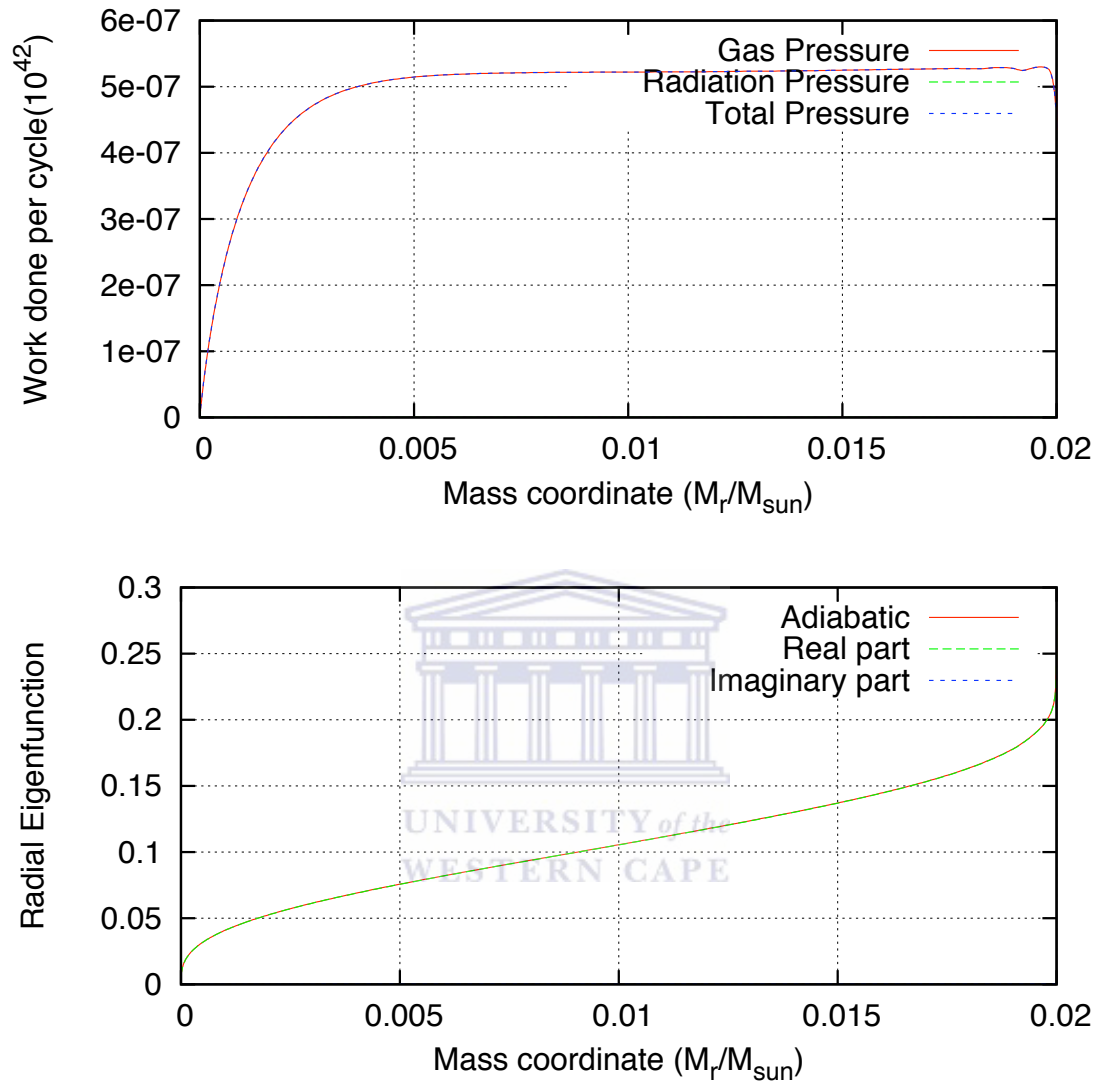 6e-07
5e-07
4e-07
3e-07
2e-07
1e-07
0
Work done per cycle(10^42)
Gas Pressure
Radiation Pressure
Total Pressure
0 0.005 0.01 0.015 0.02
Mass coordinate (M_r/M_sun)
0.3
0.25
0.2
0.15
0.1
0.05
0
Radial Eigenfunction
Adiabatic
Real part
Imaginary part
UNIVERSITY of the
WESTERN CAPE
0 0.005 0.01 0.015 0.02
Mass coordinate (M_r/M_sun)